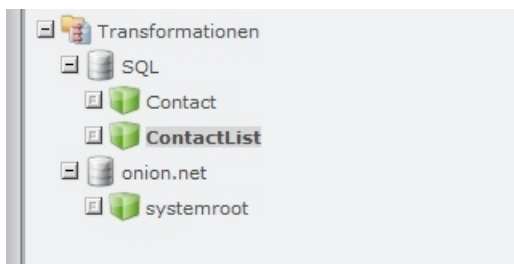 Transformationen
SQL
Contact
ContactList
onion.net
systemroot